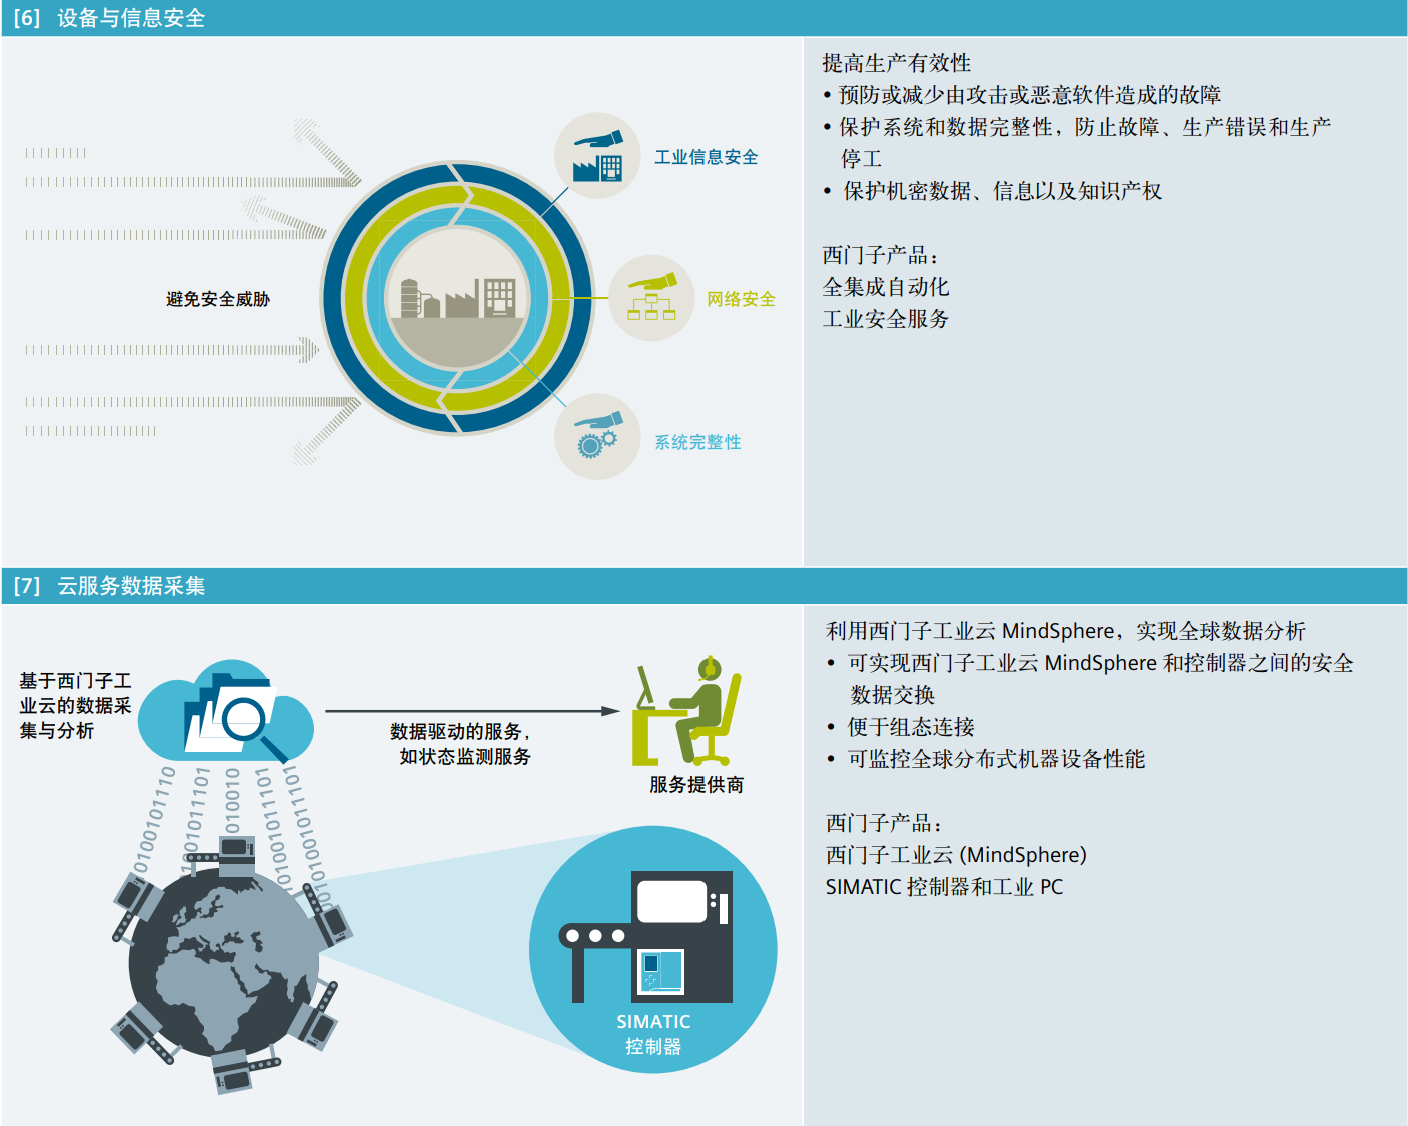 [6] 设备与信息安全
避免安全威胁
工业信息安全
网络安全
系统完整性
提高生产有效性
• 预防或减少由攻击或恶意软件造成的故障
• 保护系统和数据完整性，防止故障、生产错误和生产
停工
• 保护机密数据、信息以及知识产权
西门子产品：
全集成自动化
工业安全服务
[7] 云服务数据采集
基于西门子工
业云的数据采
集与分析
数据驱动的服务，
如状态监测服务
服务提供商
SIMATIC
控制器
利用西门子工业云 MindSphere，实现全球数据分析
• 可实现西门子工业云 MindSphere 和控制器之间的安全
数据交换
• 便于组态连接
• 可监控全球分布式机器设备性能
西门子产品：
西门子工业云 (MindSphere)
SIMATIC 控制器和工业 PC